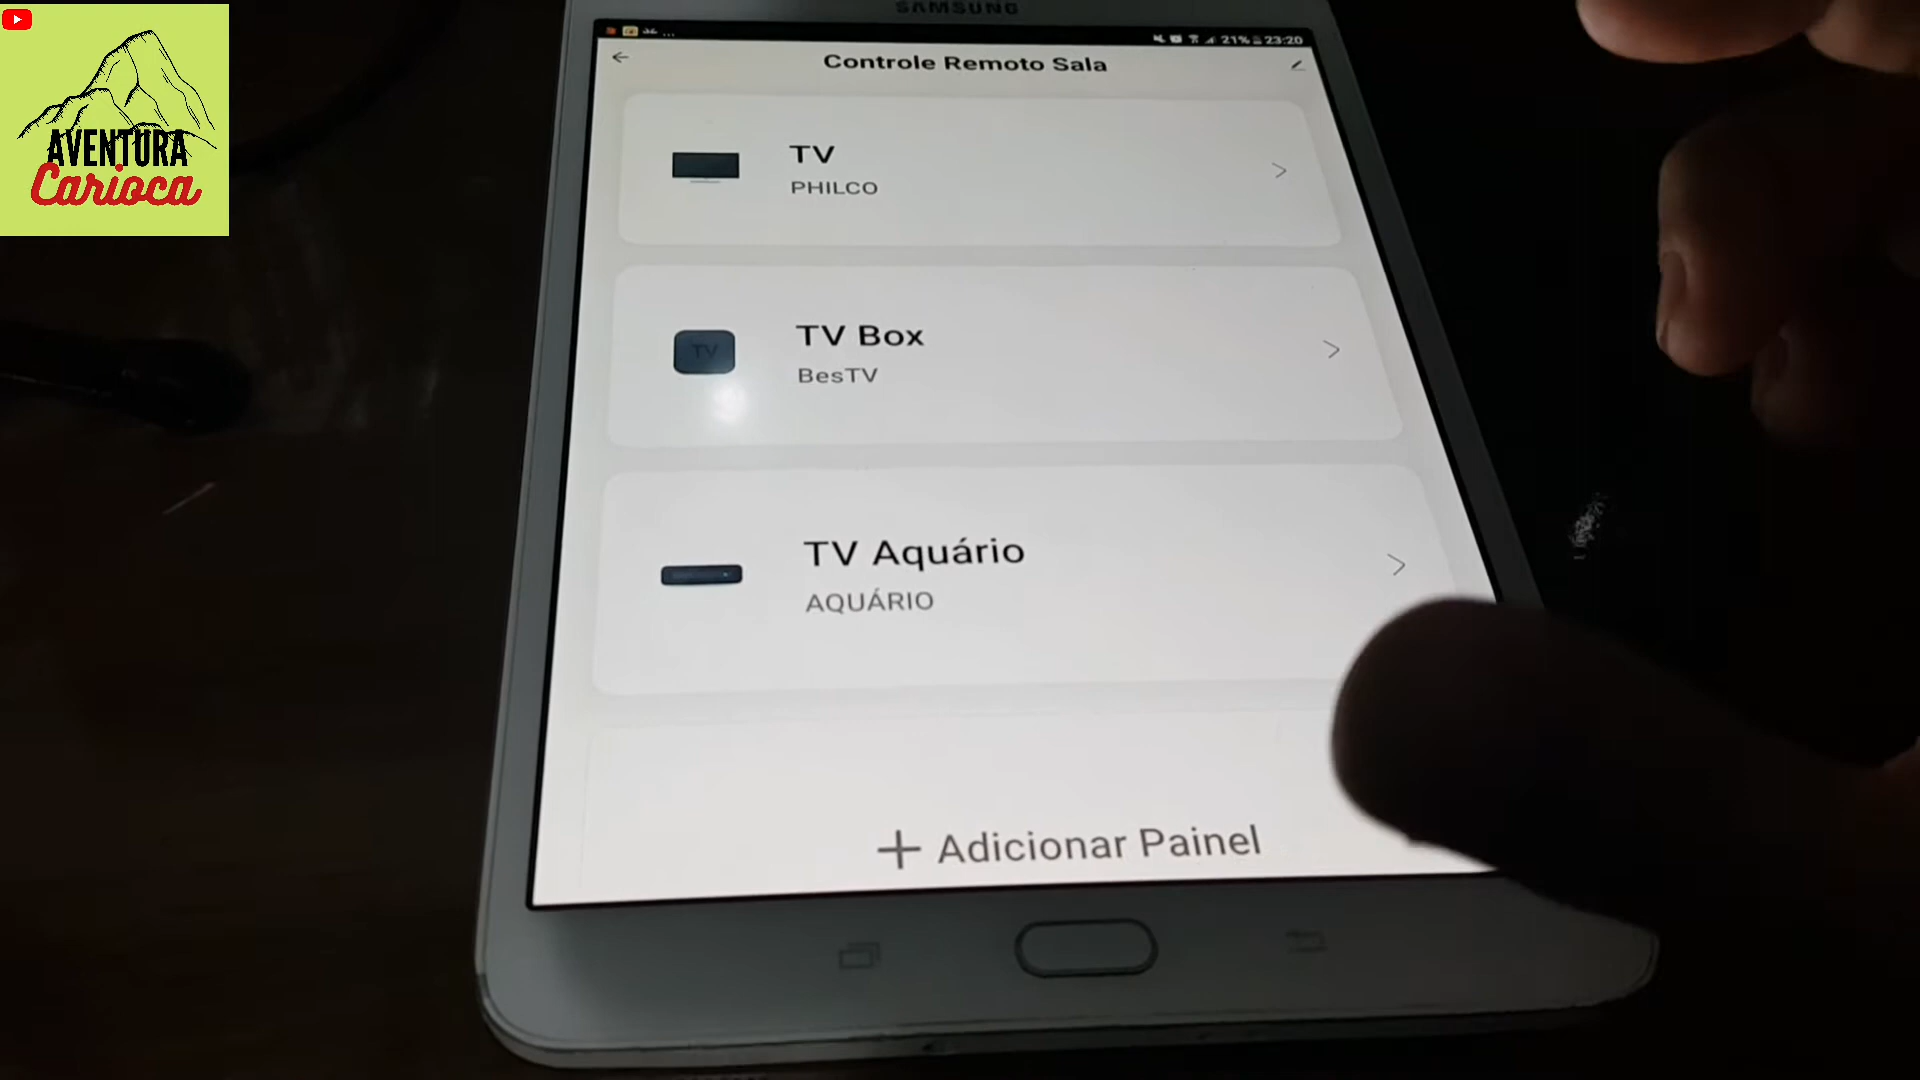 AVENTURA
Carioca
SAMSUNG
21% 23:20
Controle Remoto Sala
TV
PHILCO
TV Box
BesTV
TV
TV Aquário
AQUÁRIO
+ Adicionar Painel